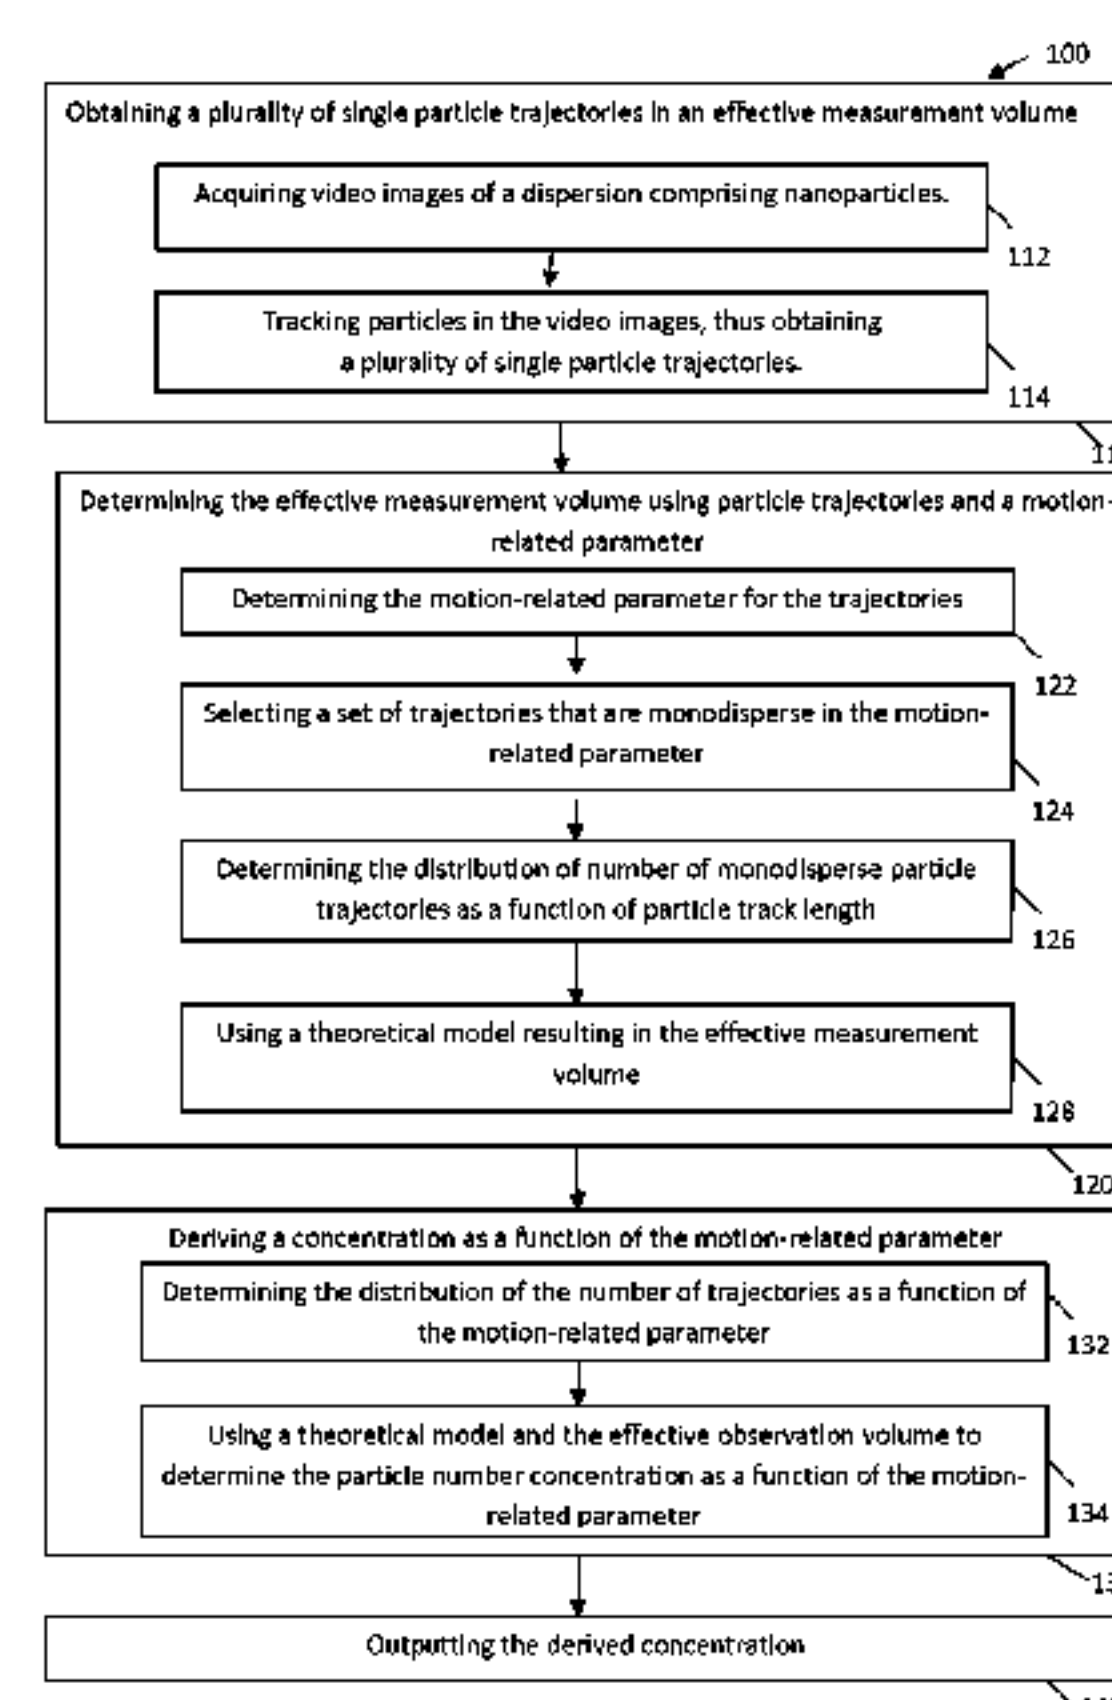 100
Obtaining a plurality of single particle trajectories in an effective measurement volume
Acquiring video images of a dispersion comprising nanoparticles.
112
Tracking particles in the video images, thus obtaining
a plurality of single particle trajectories.
114
11
Determining the effective measurement volume using particle trajectories and a motion-
related parameter
Determining the motion-related parameter for the trajectories
122
Selecting a set of trajectories that are monodisperse in the motion-
related parameter
124
Determining the distribution of number of monodisperse particle
trajectories as a function of particle track length
126
Using a theoretical model resulting in the effective measurement
volume
128
120
Deriving a concentration as a function of the motion-related parameter
Determining the distribution of the number of trajectories as a function of
the motion-related parameter
132
Using a theoretical model and the effective observation volume to
determine the particle number concentration as a function of the motion-
related parameter
134
13
Outputting the derived concentration